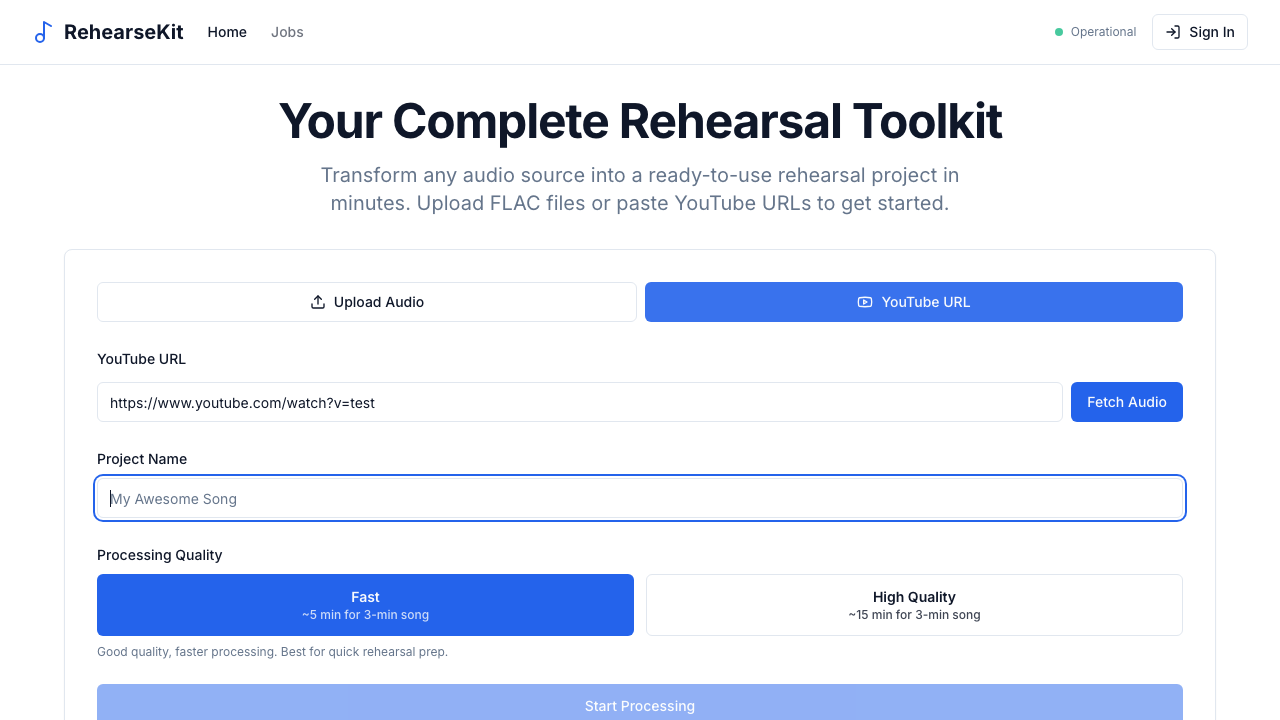 RehearseKit
Home
Jobs
Operational
Sign In
Your Complete Rehearsal Toolkit
Transform any audio source into a ready-to-use rehearsal project in
minutes. Upload FLAC files or paste YouTube URLs to get started.
Upload Audio
YouTube URL
YouTube URL
https://www.youtube.com/watch?v=test
Fetch Audio
Project Name
My Awesome Song
Processing Quality
Fast
~5 min for 3-min song
High Quality
~15 min for 3-min song
Good quality, faster processing. Best for quick rehearsal prep.
Start Processing